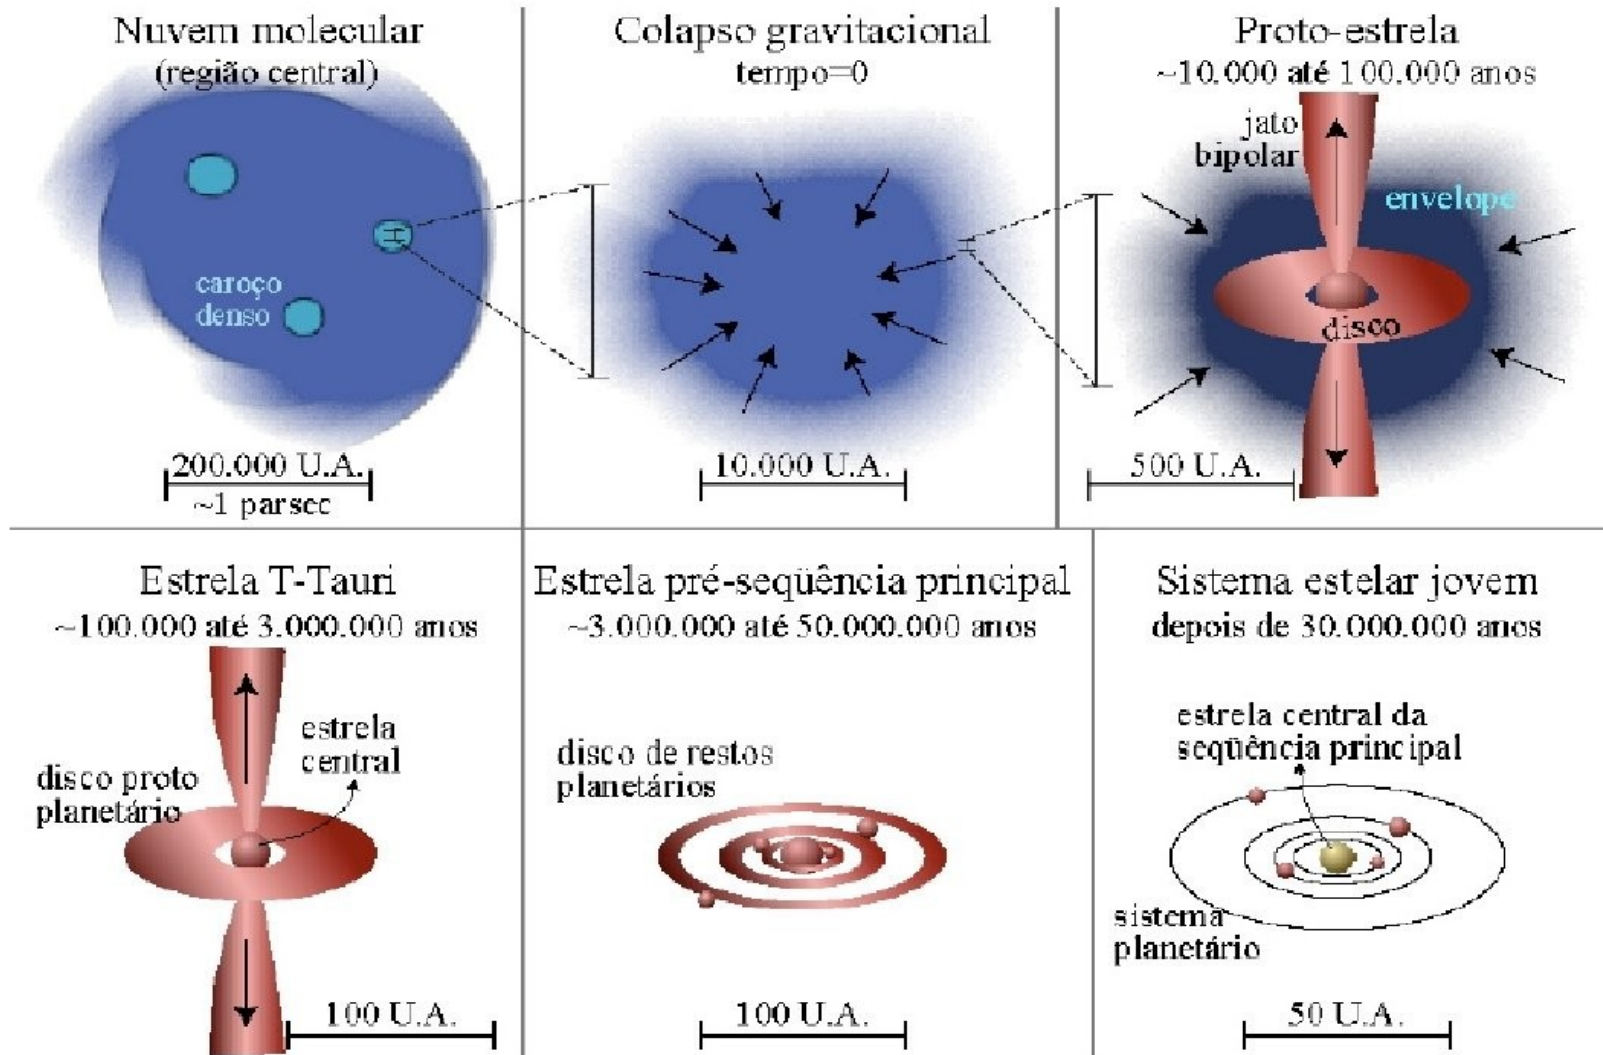 Nuvem molecular
(região central)
caroço
denso
200.000 U.A.
~1 parsec
Colapso gravitacional
tempo=0
10.000 U.A.
Proto-estrela
~10.000 até 100.000 anos
jato
bipolar
envelope
disco
500 U.A.
Estrela T-Tauri
~100.000 até 3.000.000 anos
estrela
central
disco proto
planetário
100 U.A.
Estrela pré-seqüência principal
~3.000.000 até 50.000.000 anos
disco de restos
planetários
100 U.A.
Sistema estelar jovem
depois de 30.000.000 anos
estrela central da
seqüência principal
sistema
planetário
50 U.A.